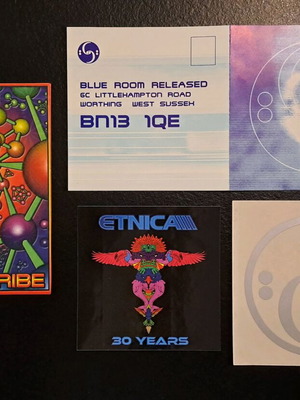 BLUE ROOM RELEASED
6C LITTLEHAMPTON ROAD
WORTHING WEST SUSSEX
BN13 1QE
RIBE
ETNICA
30 YEARS